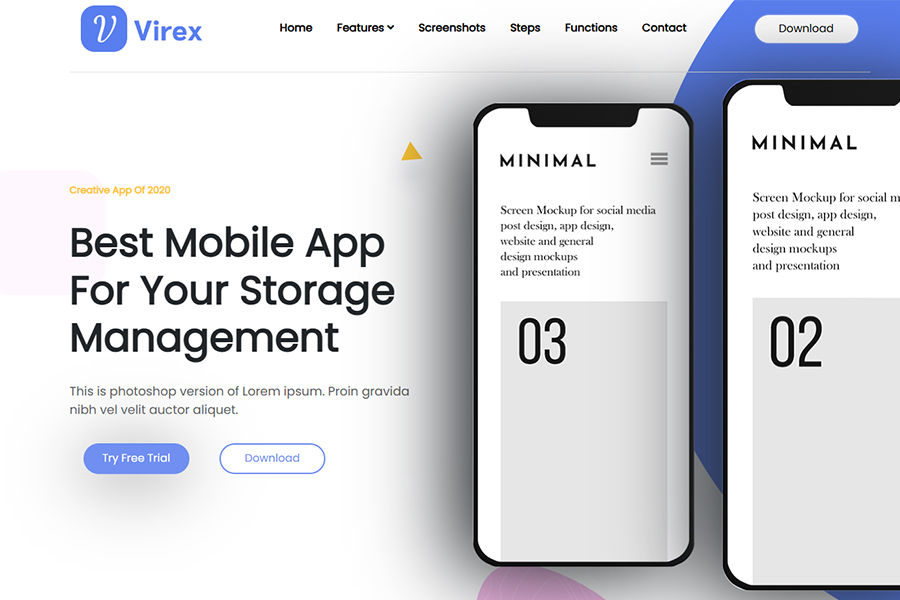 V Virex
Home Features Screenshots Steps Functions Contact Download
Creative App Of 2020
Best Mobile App
For Your Storage
Management
This is photoshop version of Lorem ipsum. Proin gravida
nibh vel velit auctor aliquet.
Try Free Trial Download
MINIMAL
Screen Mockup for social media
post design, app design,
website and general
design mockups
and presentation
03
MINIMAL
Screen Mockup for social m
post design, app design,
website and general
design mockups
and presentation
02